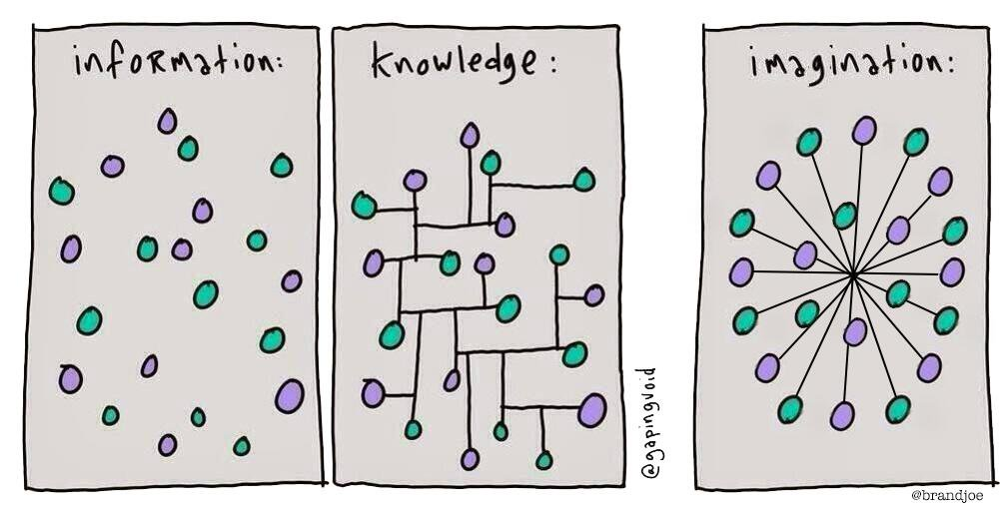 information:
knowledge:
@gapingvoid
imagination:
@brandjoe